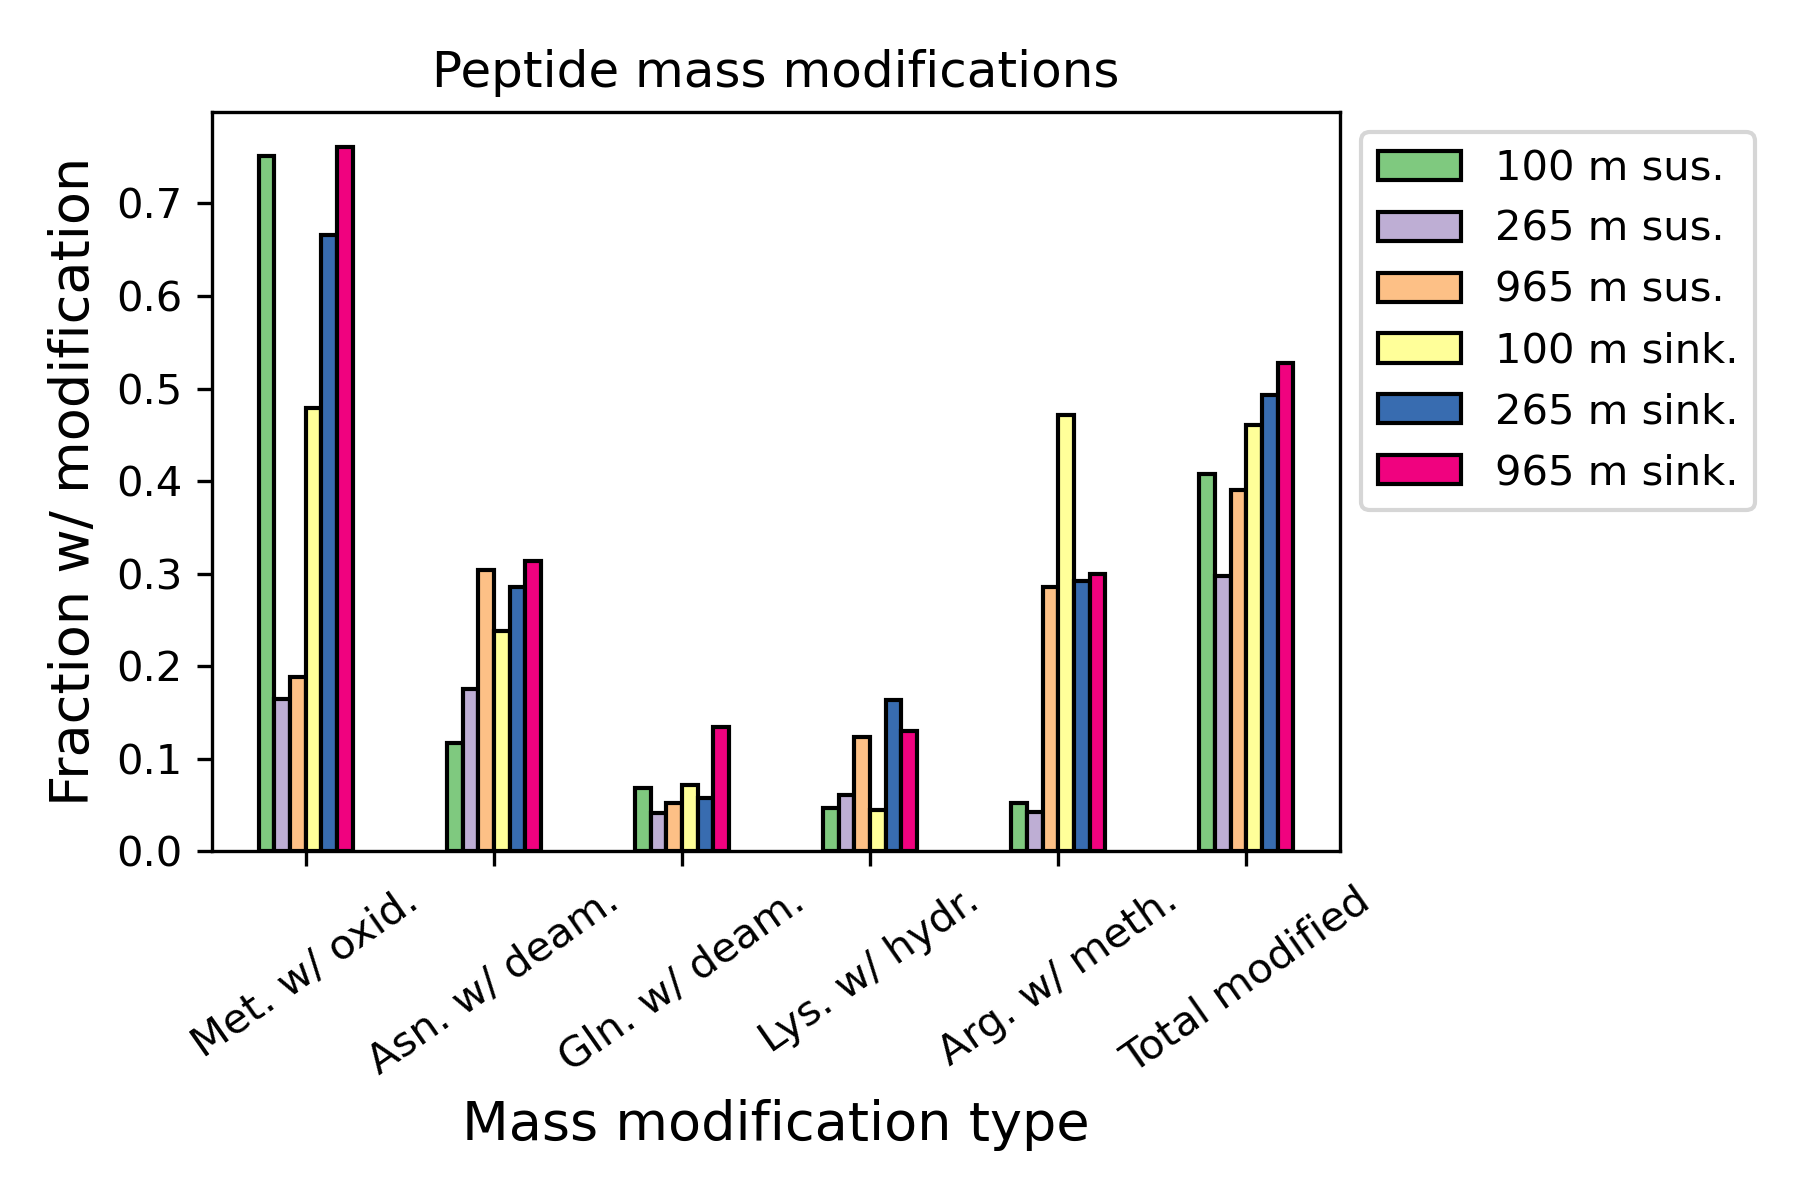 Peptide mass modifications
Fraction w/ modification
0.7
0.6
0.5
0.4
0.3
0.2
0.1
0.0
Met. w/ oxid.
Asn. w/ deam.
Gln. w/ deam.
Lys. w/ hydr.
Arg. w/ meth.
Total modified
Mass modification type
100 m sus.
265 m sus.
965 m sus.
100 m sink.
265 m sink.
965 m sink.